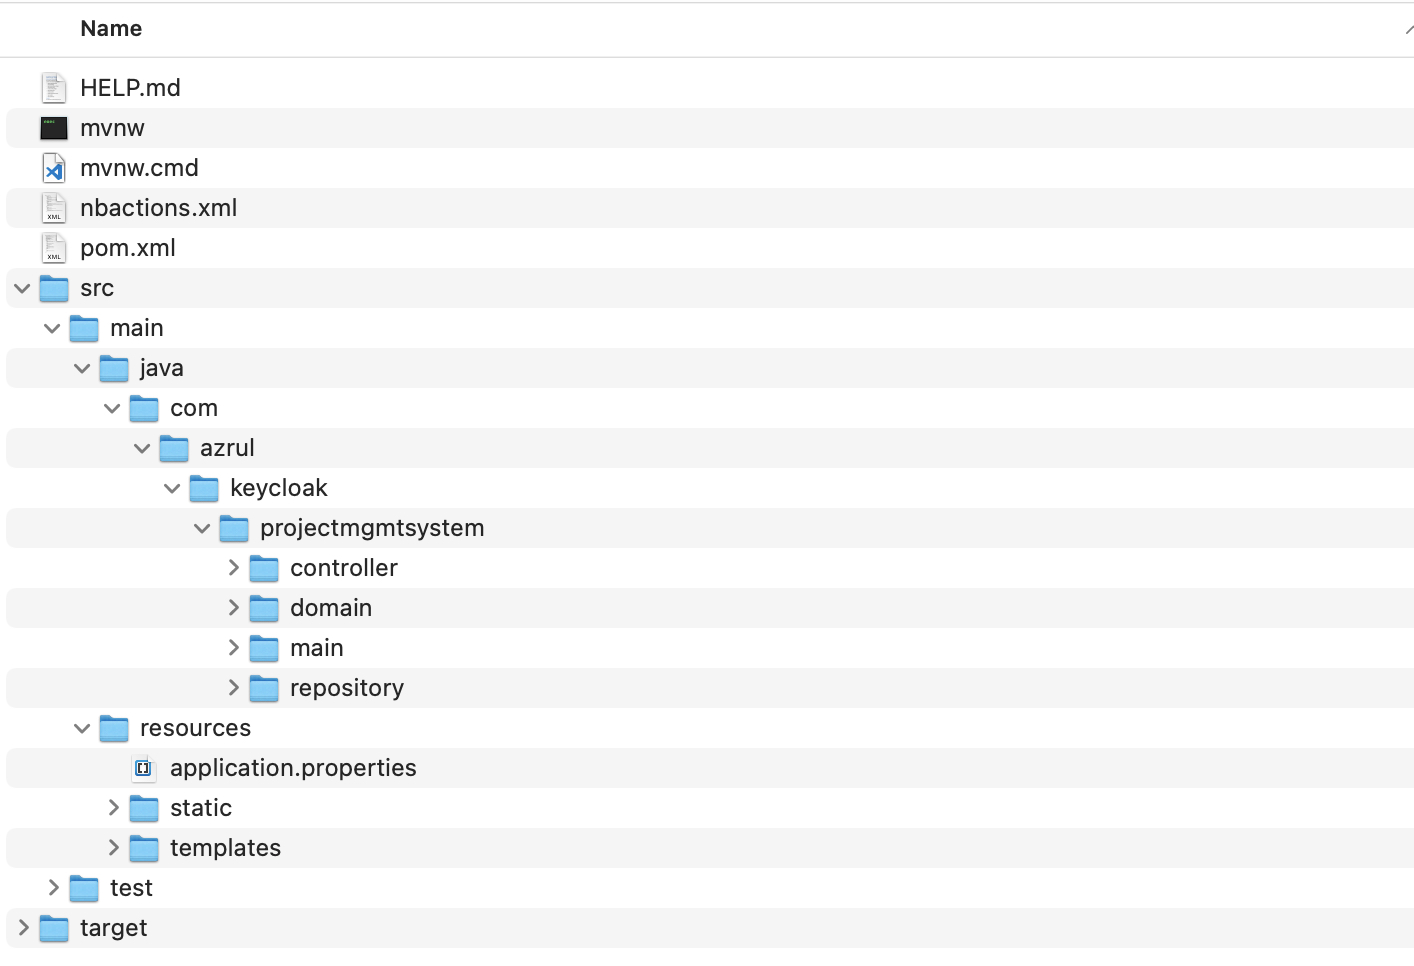 Name
HELP.md
mvnw
mvnw.cmd
nbactions.xml
pom.xml
src
main
java
com
azrul
keycloak
projectmgmtsystem
controller
domain
main
repository
resources
application.properties
static
templates
test
target